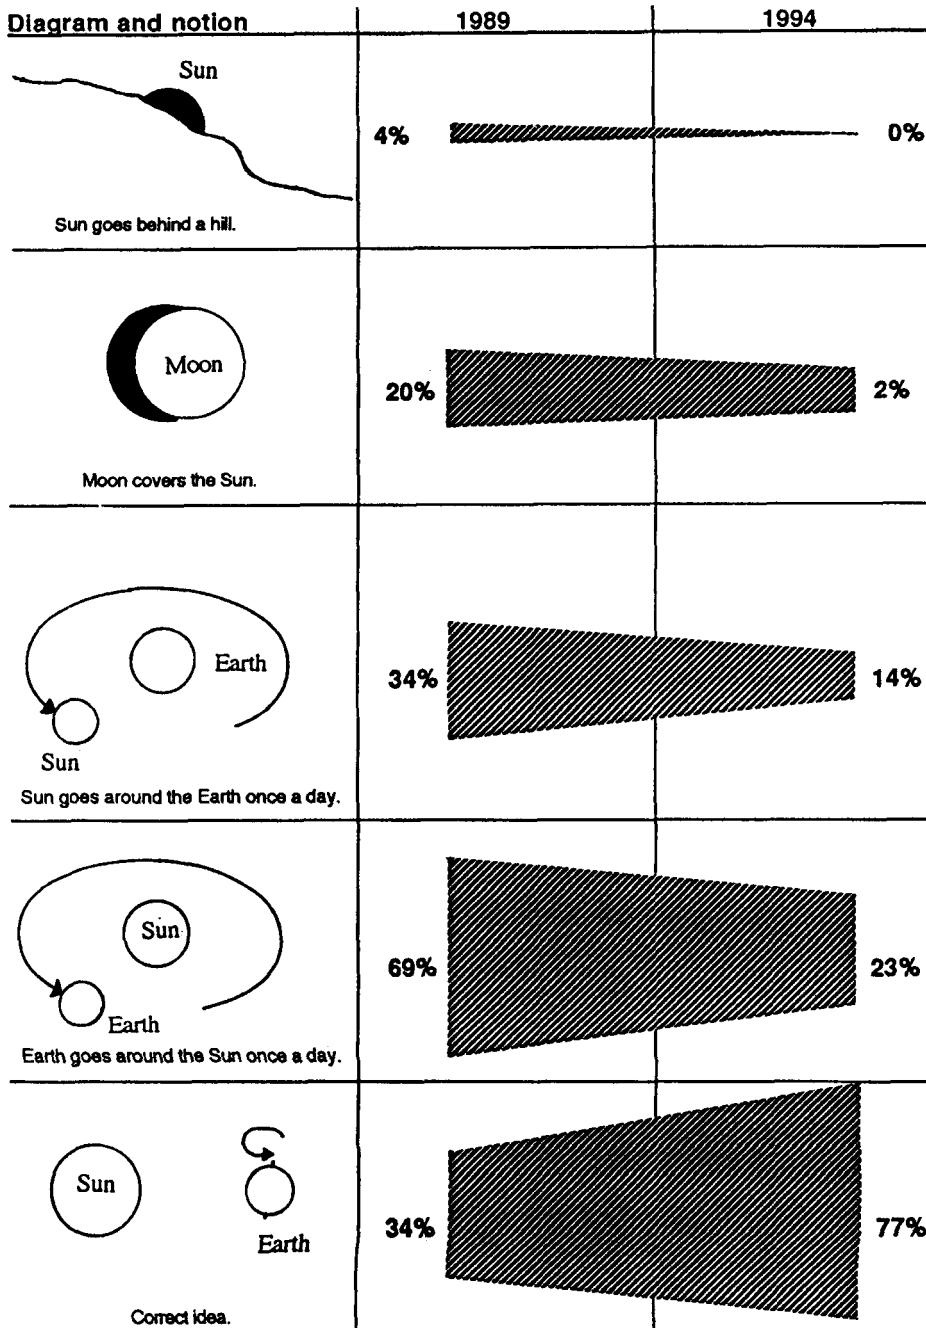 Diagram and notion 1989 1994
Sun
4% 0%
Sun goes behind a hill.
Moon
20% 2%
Moon covers the Sun.
Earth
34% 14%
Sun
Sun goes around the Earth once a day.
Sun
69% 23%
Earth
Earth goes around the Sun once a day.
Sun
34% 77%
Earth
Correct idea.